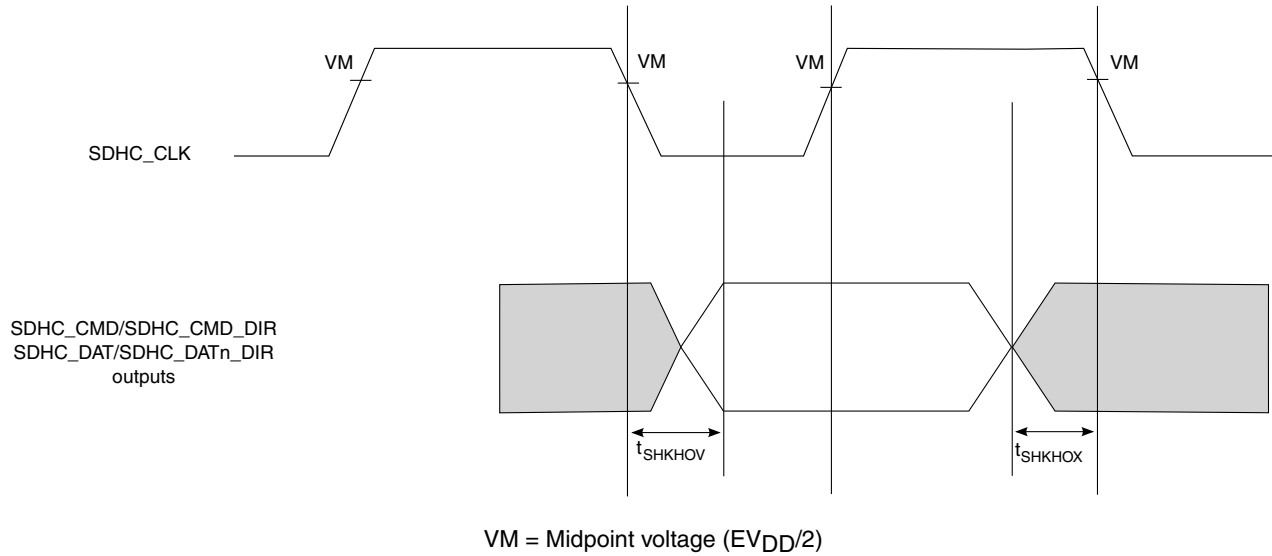 VM
VM
VM
VM
SDHC_CLK
SDHC_CMD/SDHC_CMD_DIR
SDHC_DAT/SDHC_DATn_DIR
outputs
tSHKHOV
tSHKHOX
VM = Midpoint voltage (EVDD/2)